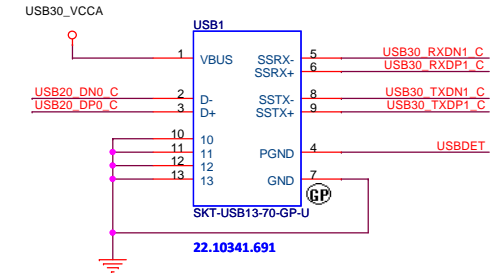 USB30_VCCA
USB1
1 VBUS SSRX- 5 USB30_RXDN1_C
SSRX+ 6 USB30_RXDP1_C
USB20_DN0_C 2 D- SSTX- 8 USB30_TXDN1_C
USB20_DP0_C 3 D+ SSTX+ 9 USB30_TXDP1_C
10 10
11 11 PGND 4 USBDET
12 12
13 13 GND 7
GP
SKT-USB13-70-GP-U
22.10341.691